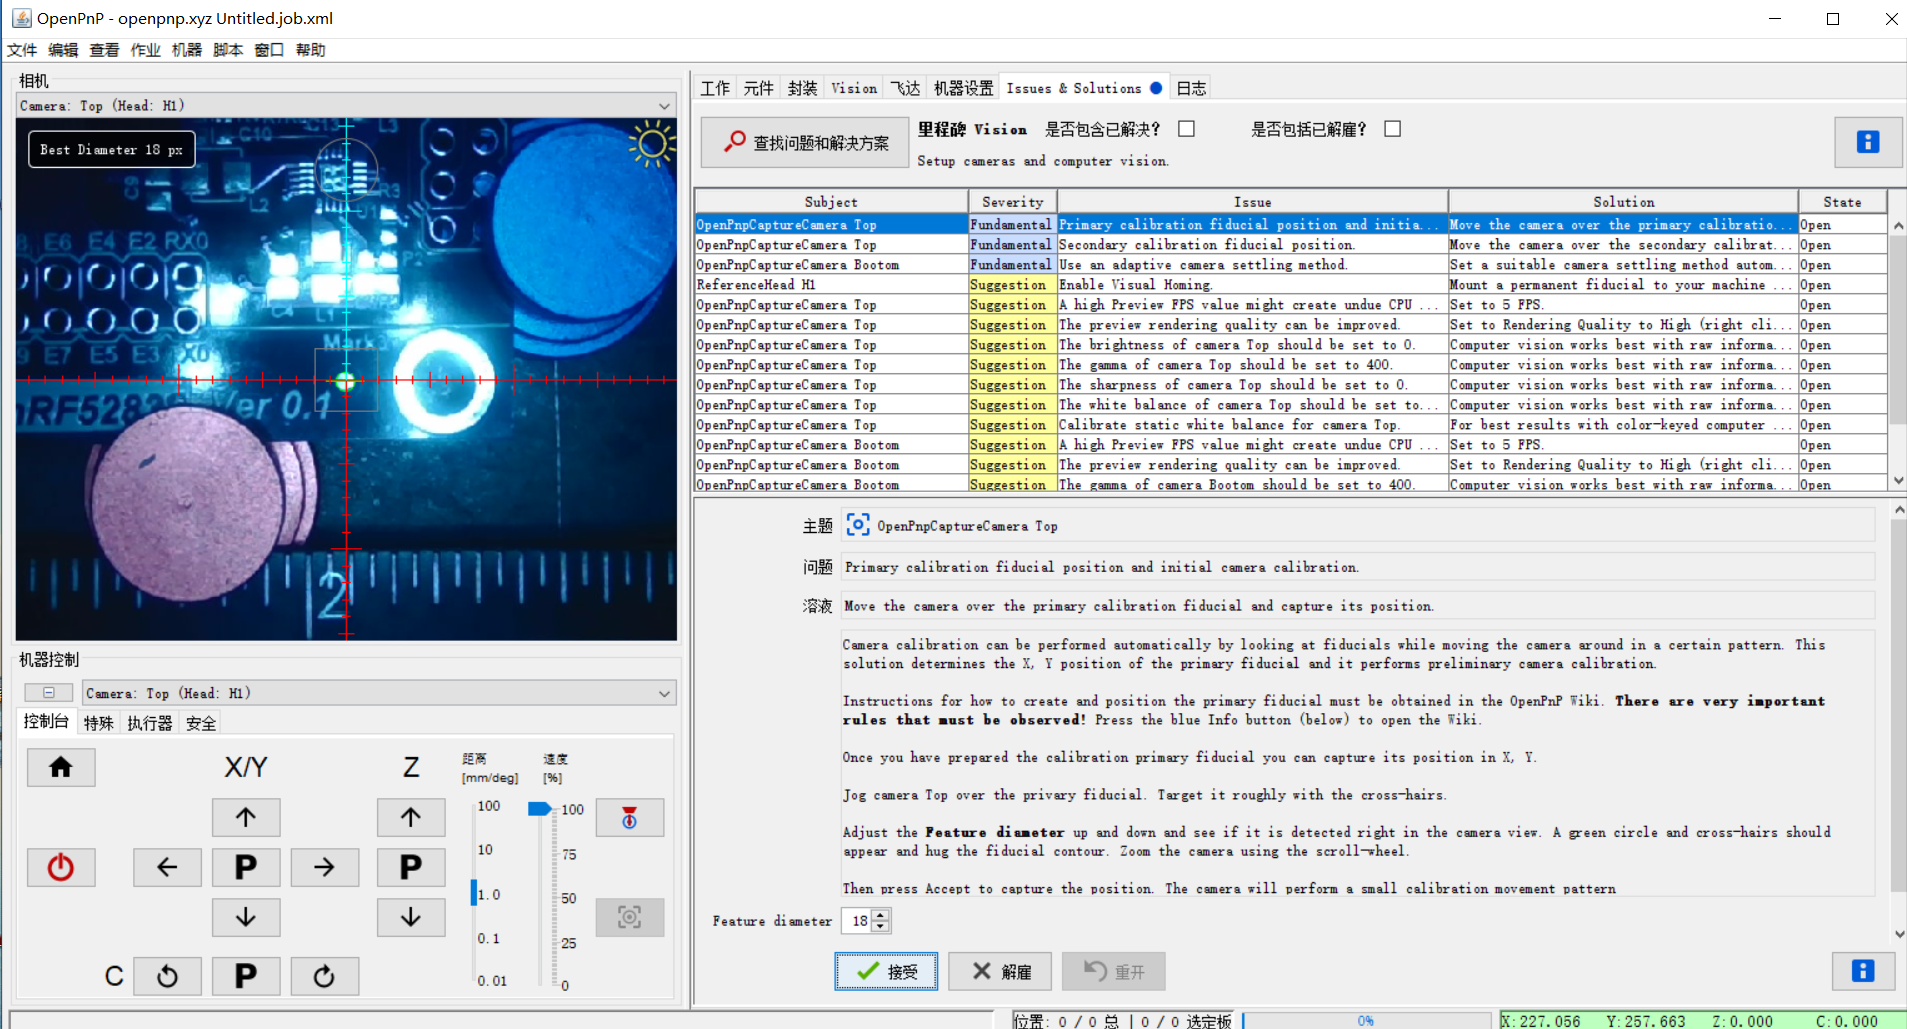 OpenPnP - openpnp.xyz Untitled.job.xml
文件 编辑 查看 作业 机器 脚本 窗口 帮助
相机
Camera: Top (Head: H1)
Best Diameter 18 px
C10
C13
L3
C9
L2
R3
U1
P2
E6 E4 E2 RX0
C4 L1
Mark
E7 E5 E3 X0
Ver 0.1
2
机器控制
Camera: Top (Head: H1)
控制台 特殊 执行器 安全
X/Y
Z
距离
[mm/deg]
速度
[%]
100
10
1.0
0.1
0.01
100
75
50
25
0
P
P
C
P
工作 元件 封装 Vision 飞达 机器设置 Issues & Solutions 日志
查找问题和解决方案
里程碑 Vision 是否包含已解决? 是否包括已解雇?
Setup cameras and computer vision.
Subject Severity Issue Solution State
OpenPnpCaptureCamera Top Fundamental Primary calibration fiducial position and initia... Move the camera over the primary calibratio... Open
OpenPnpCaptureCamera Top Fundamental Secondary calibration fiducial position. Move the camera over the secondary calibrat... Open
OpenPnpCaptureCamera Bootom Fundamental Use an adaptive camera settling method. Set a suitable camera settling method autom... Open
ReferenceHead H1 Suggestion Enable Visual Homing. Mount a permanent fiducial to your machine ... Open
OpenPnpCaptureCamera Top Suggestion A high Preview FPS value might create undue CPU ... Set to 5 FPS. Open
OpenPnpCaptureCamera Top Suggestion The preview rendering quality can be improved. Set to Rendering Quality to High (right cli... Open
OpenPnpCaptureCamera Top Suggestion The brightness of camera Top should be set to 0. Computer vision works best with raw informa... Open
OpenPnpCaptureCamera Top Suggestion The gamma of camera Top should be set to 400. Computer vision works best with raw informa... Open
OpenPnpCaptureCamera Top Suggestion The sharpness of camera Top should be set to 0. Computer vision works best with raw informa... Open
OpenPnpCaptureCamera Top Suggestion The white balance of camera Top should be set to... Computer vision works best with raw informa... Open
OpenPnpCaptureCamera Top Suggestion Calibrate static white balance for camera Top. For best results with color-keyed computer ... Open
OpenPnpCaptureCamera Bootom Suggestion A high Preview FPS value might create undue CPU ... Set to 5 FPS. Open
OpenPnpCaptureCamera Bootom Suggestion The preview rendering quality can be improved. Set to Rendering Quality to High (right cli... Open
OpenPnpCaptureCamera Bootom Suggestion The gamma of camera Bootom should be set to 400. Computer vision works best with raw informa... Open
主题 OpenPnpCaptureCamera Top
问题 Primary calibration fiducial position and initial camera calibration.
溶液 Move the camera over the primary calibration fiducial and capture its position.
Camera calibration can be performed automatically by looking at fiducials while moving the camera around in a certain pattern. This
solution determines the X, Y position of the primary fiducial and it performs preliminary camera calibration.
Instructions for how to create and position the primary fiducial must be obtained in the OpenPnP Wiki. There are very important
rules that must be observed! Press the blue Info button (below) to open the Wiki.
Once you have prepared the calibration primary fiducial you can capture its position in X, Y.
Jog camera Top over the privary fiducial. Target it roughly with the cross-hairs.
Adjust the Feature diameter up and down and see if it is detected right in the camera view. A green circle and cross-hairs should
appear and hug the fiducial contour. Zoom the camera using the scroll-wheel.
Then press Accept to capture the position. The camera will perform a small calibration movement pattern
Feature diameter 18
接受 解雇 重开
位置: 0 / 0 总 | 0 / 0 选定板 0% X:227.056 Y:257.663 Z:0.000 C:0.000